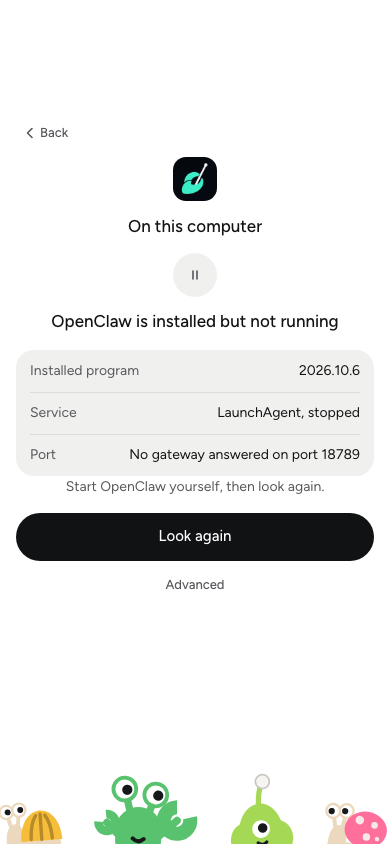 Back
On this computer
OpenClaw is installed but not running
Installed program 2026.10.6
Service LaunchAgent, stopped
Port No gateway answered on port 18789
Start OpenClaw yourself, then look again.
Look again
Advanced